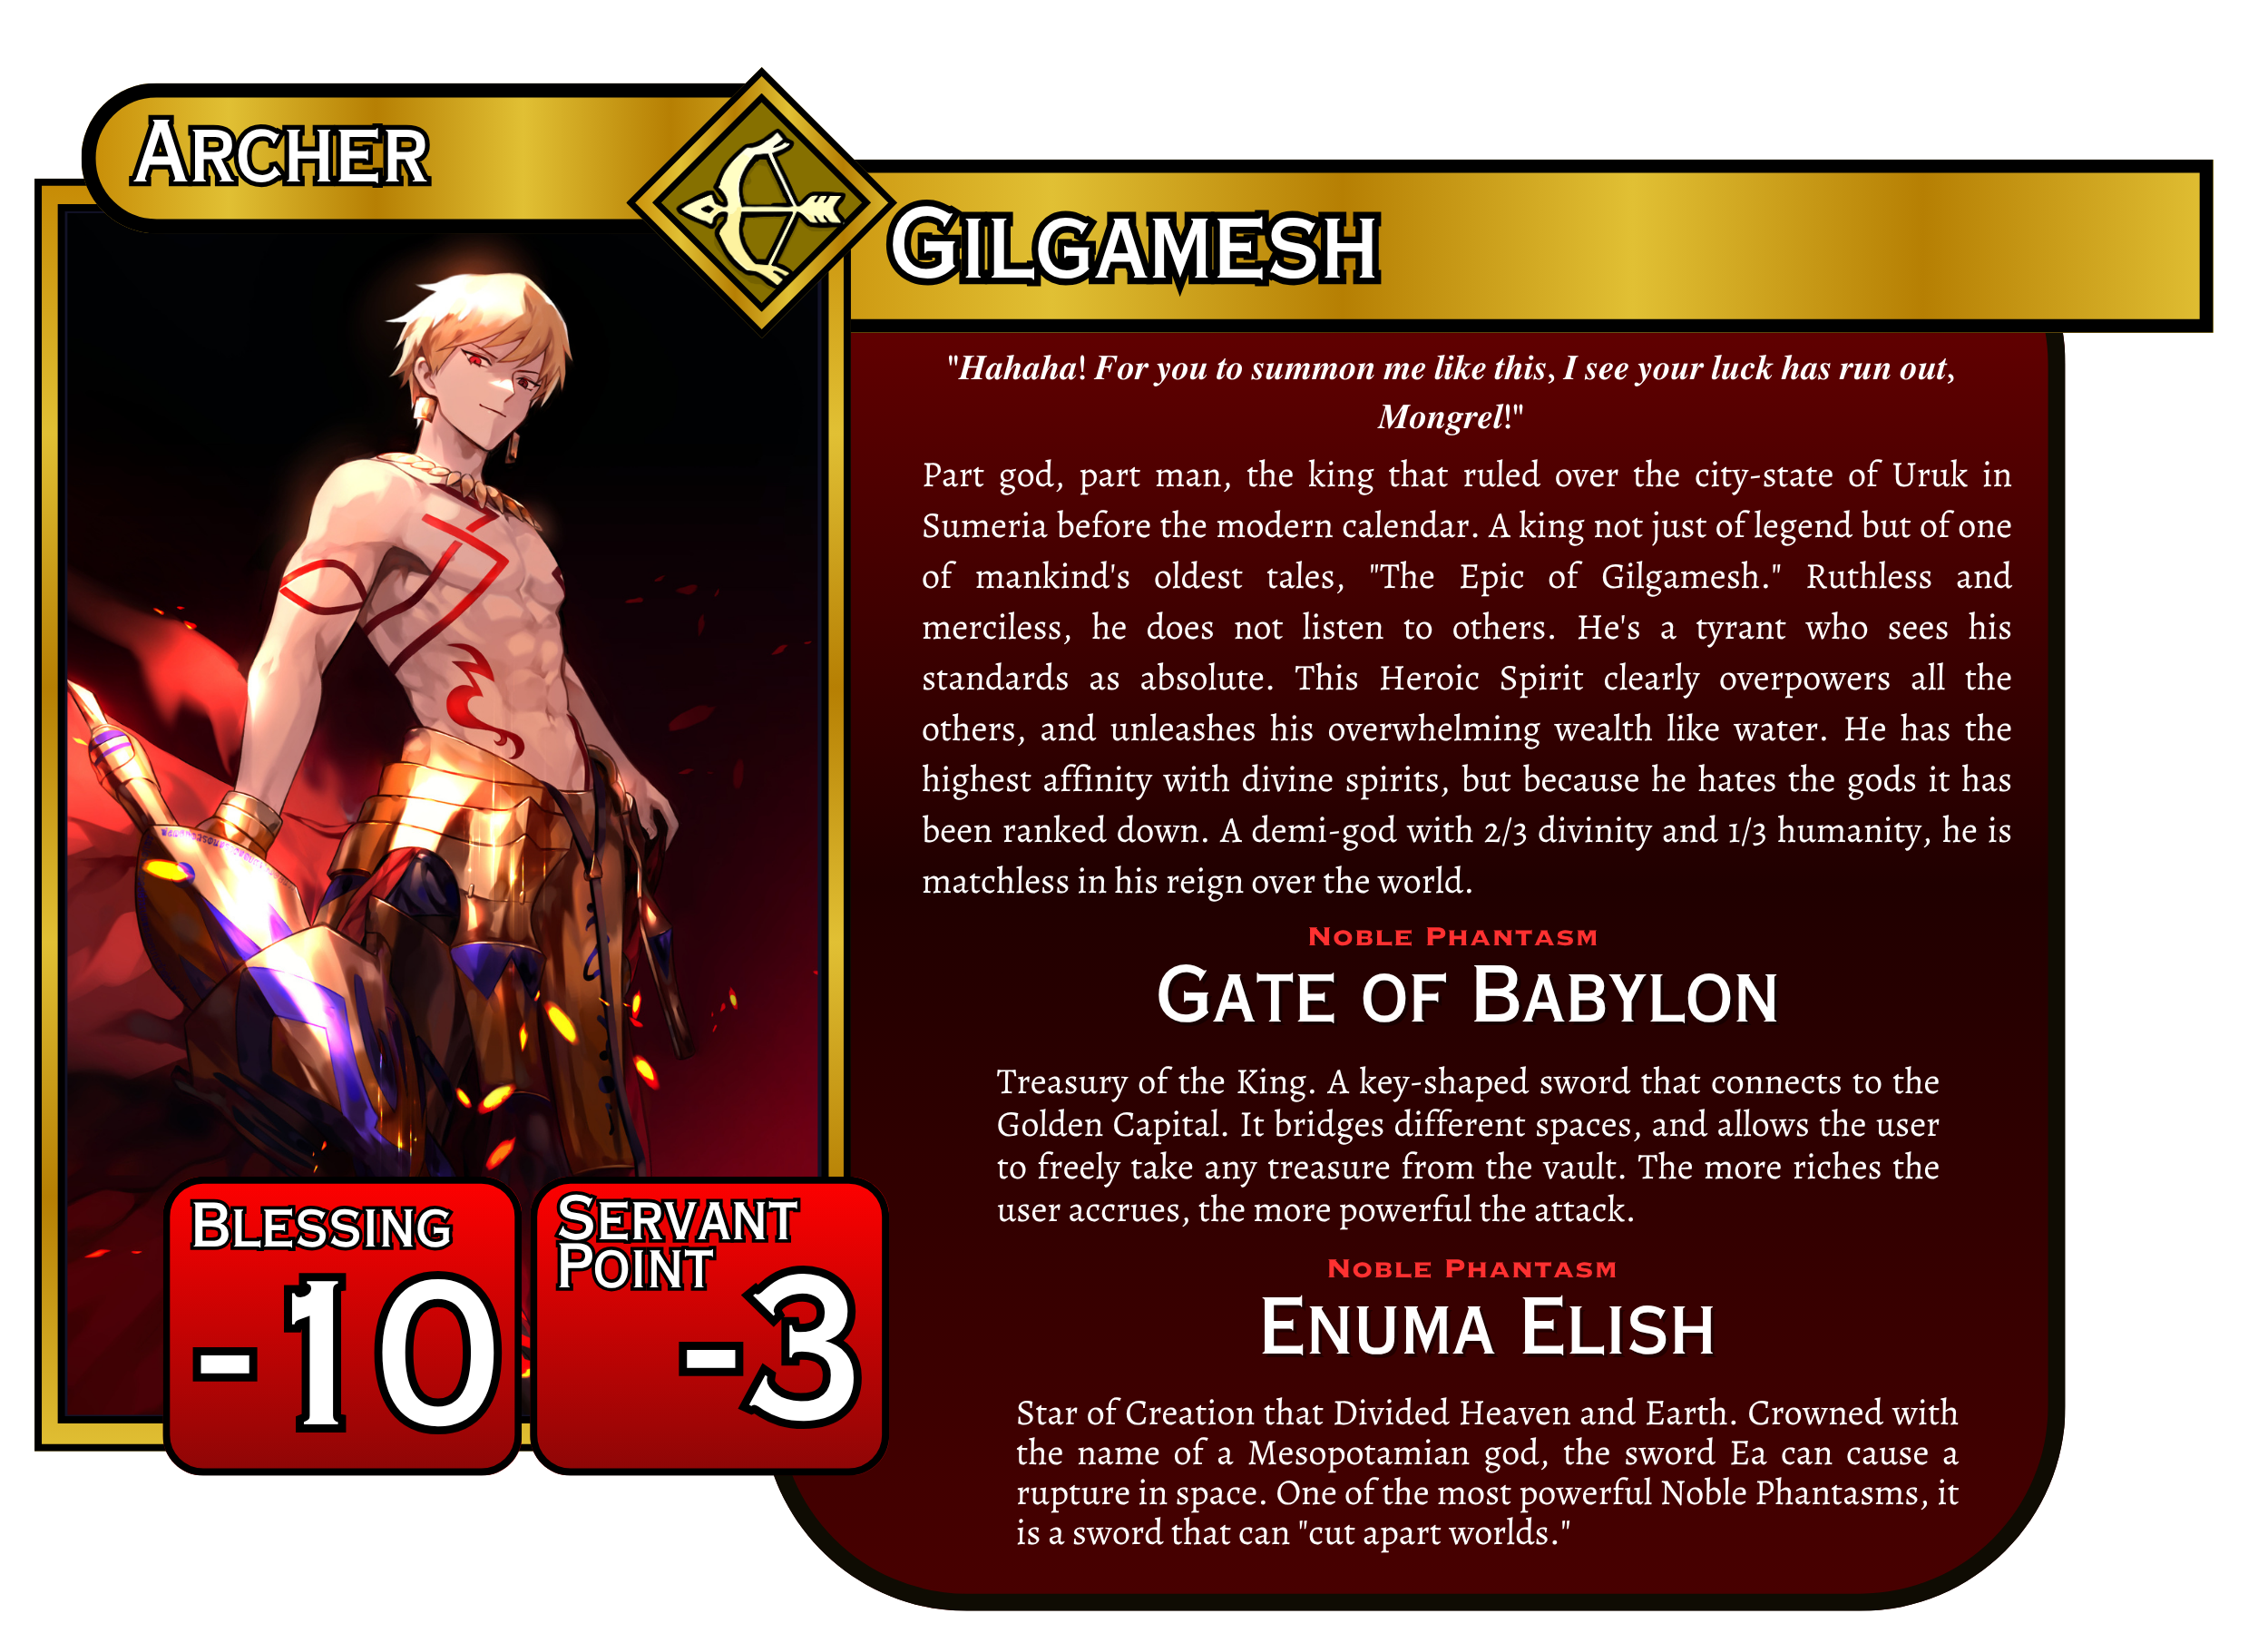 Archer
Gilgamesh
"Hahaha! For you to summon me like this, I see your luck has run out,
Mongrel!"
Part god, part man, the king that ruled over the city-state of Uruk in
Sumeria before the modern calendar. A king not just of legend but of one
of mankind's oldest tales, "The Epic of Gilgamesh." Ruthless and
merciless, he does not listen to others. He's a tyrant who sees his
standards as absolute. This Heroic Spirit clearly overpowers all the
others, and unleashes his overwhelming wealth like water. He has the
highest affinity with divine spirits, but because he hates the gods it has
been ranked down. A demi-god with 2/3 divinity and 1/3 humanity, he is
matchless in his reign over the world.
Noble Phantasm
Gate of Babylon
Treasury of the King. A key-shaped sword that connects to the
Golden Capital. It bridges different spaces, and allows the user
to freely take any treasure from the vault. The more riches the
user accrues, the more powerful the attack.
Noble Phantasm
Enuma Elish
Star of Creation that Divided Heaven and Earth. Crowned with
the name of a Mesopotamian god, the sword Ea can cause a
rupture in space. One of the most powerful Noble Phantasms, it
is a sword that can "cut apart worlds."
Blessing
-10
Servant
Point
-3